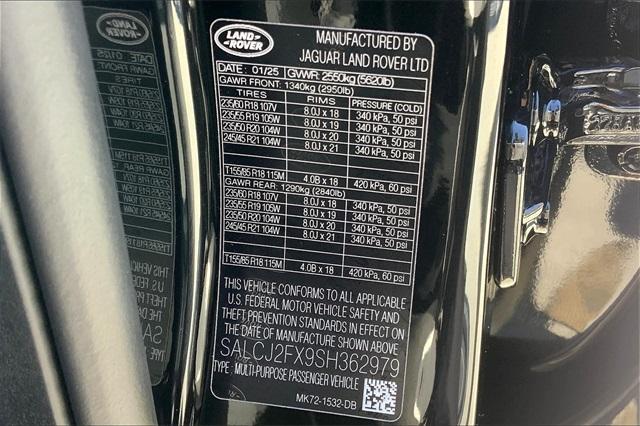 LAND
ROVER
MANUFACTURED BY
JAGUAR LAND ROVER LTD
DATE: 01/25 GVWR: 2550kg (5620lb)
GAWR FRONT: 1340kg (2950lb)
TIRES RIMS PRESSURE (COLD)
235/60 R18 107V 8.0J x 18 340 kPa, 50 psi
235/55 R19 105W 8.0J x 19 340 kPa, 50 psi
235/50 R20 104W 8.0J x 20 340 kPa, 50 psi
245/45 R21 104W 8.0J x 21 340 kPa, 50 psi
T155/85 R18 115M 4.0B x 18 420 kPa, 60 psi
GAWR REAR: 1290kg (2840lb)
235/60 R18 107V 8.0J x 18 340 kPa, 50 psi
235/55 R19 105W 8.0J x 19 340 kPa, 50 psi
235/50 R20 104W 8.0J x 20 340 kPa, 50 psi
245/45 R21 104W 8.0J x 21 340 kPa, 50 psi
T155/85 R18 115M 4.0B x 18 420 kPa, 60 psi
THIS VEHICLE CONFORMS TO ALL APPLICABLE
U.S. FEDERAL MOTOR VEHICLE SAFETY AND
THEFT PREVENTION STANDARDS IN EFFECT ON
THE DATE OF MANUFACTURE SHOWN ABOVE
SALCJ2FX9SH362979
TYPE: MULTI-PURPOSE PASSENGER VEHICLE
MK72-1532-DB